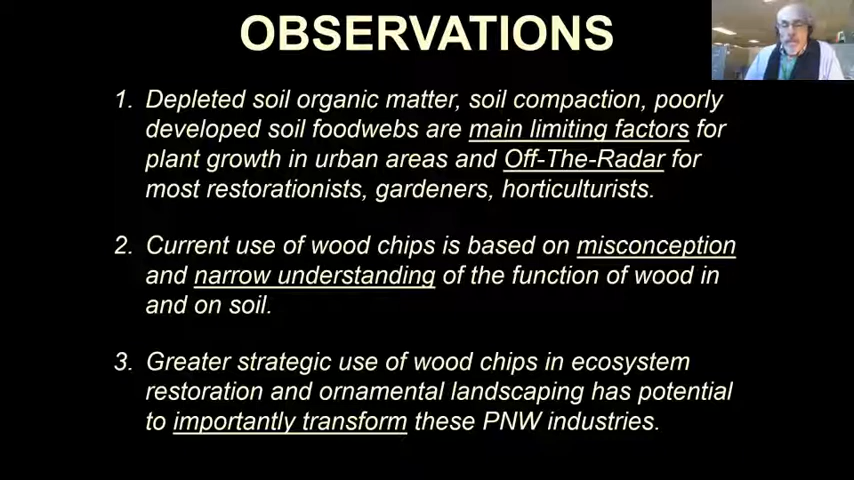 OBSERVATIONS
1. Depleted soil organic matter, soil compaction, poorly
developed soil foodwebs are main limiting factors for
plant growth in urban areas and Off-The-Radar for
most restorationists, gardeners, horticulturists.
2. Current use of wood chips is based on misconception
and narrow understanding of the function of wood in
and on soil.
3. Greater strategic use of wood chips in ecosystem
restoration and ornamental landscaping has potential
to importantly transform these PNW industries.